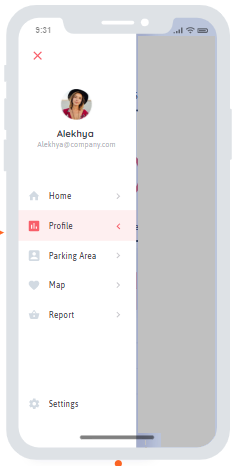 9:31
Alekhya
Alekhya@company.com
Home
Profile
Parking Area
Map
Report
Settings